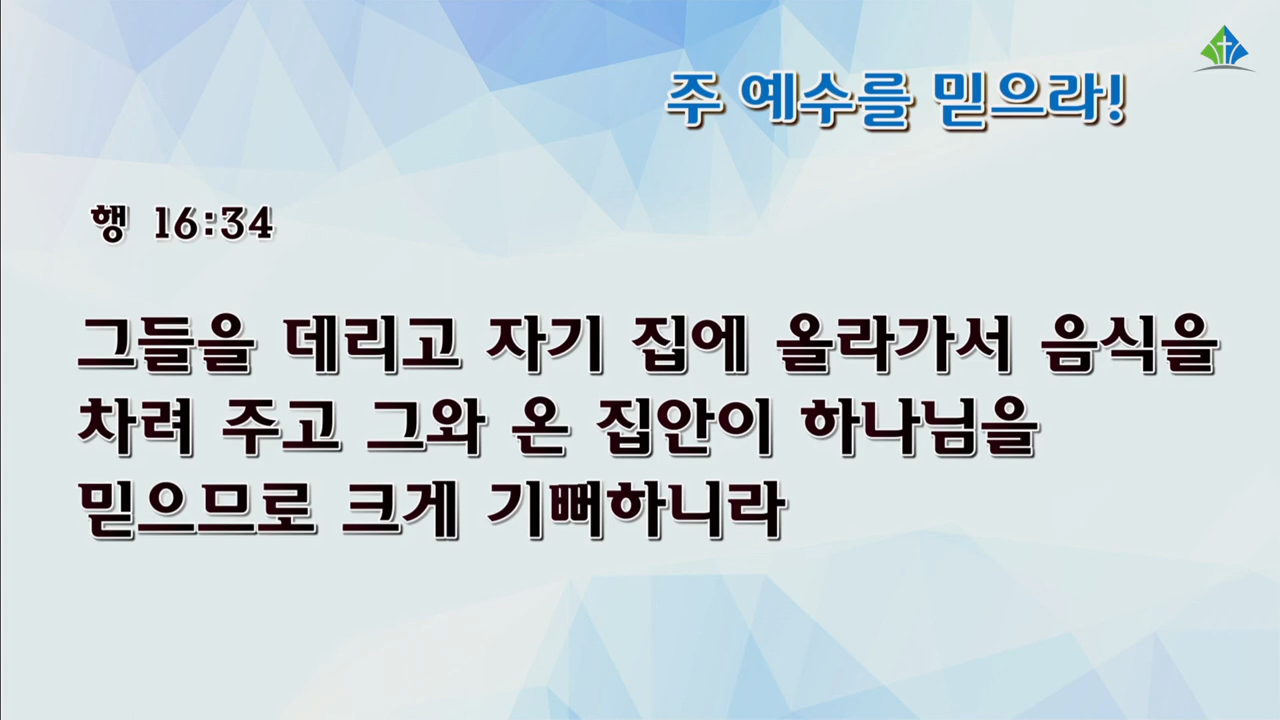 주 예수를 믿으라!
행 16:34
그들을 데리고 자기 집에 올라가서 음식을
차려 주고 그와 온 집안이 하나님을
믿으므로 크게 기뻐하니라